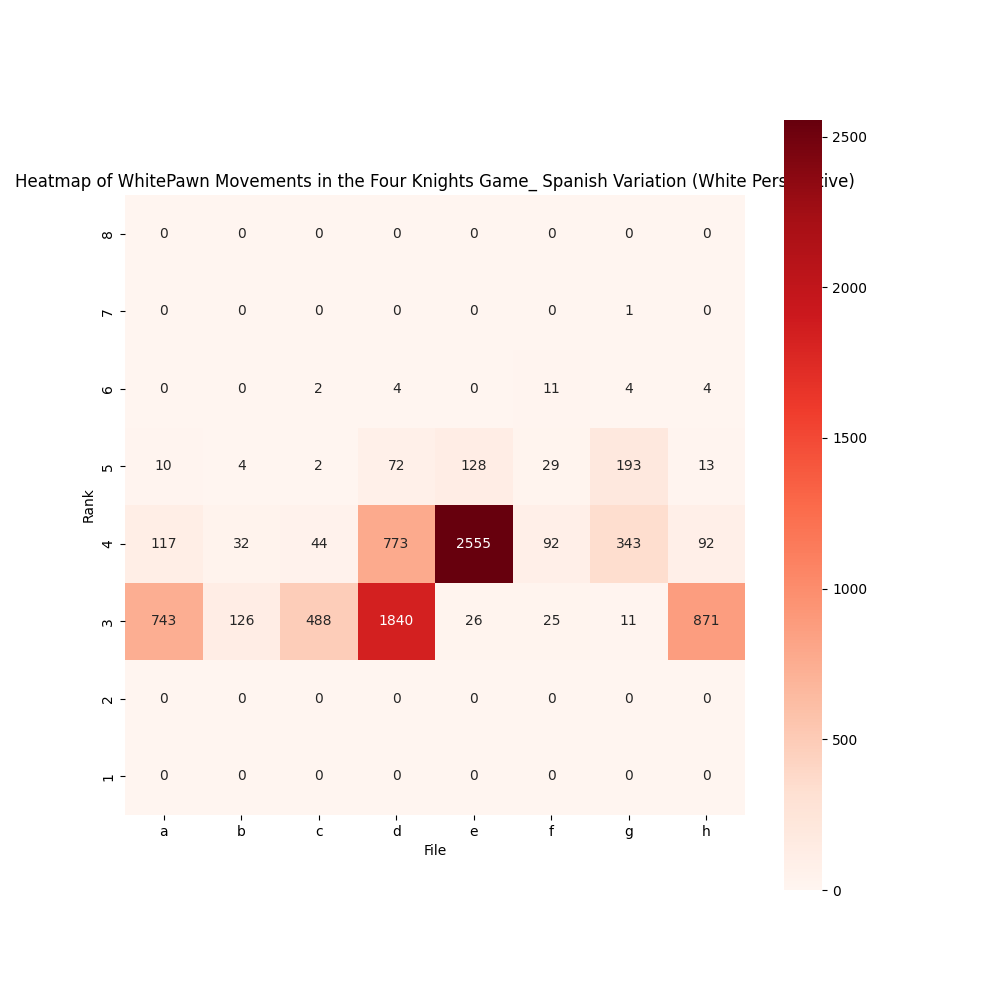 Heatmap of WhitePawn Movements in the Four Knights Game_ Spanish Variation (White Pers tive)
2500
2000
1500
1000
500
0
Rank
8 0 0 0 0 0 0 0 0
7 0 0 0 0 0 0 1 0
6 0 0 2 4 0 11 4 4
5 10 4 2 72 128 29 193 13
4 117 32 44 773 2555 92 343 92
3 743 126 488 1840 26 25 11 871
2 0 0 0 0 0 0 0 0
1 0 0 0 0 0 0 0 0
a b c d e f g h
File